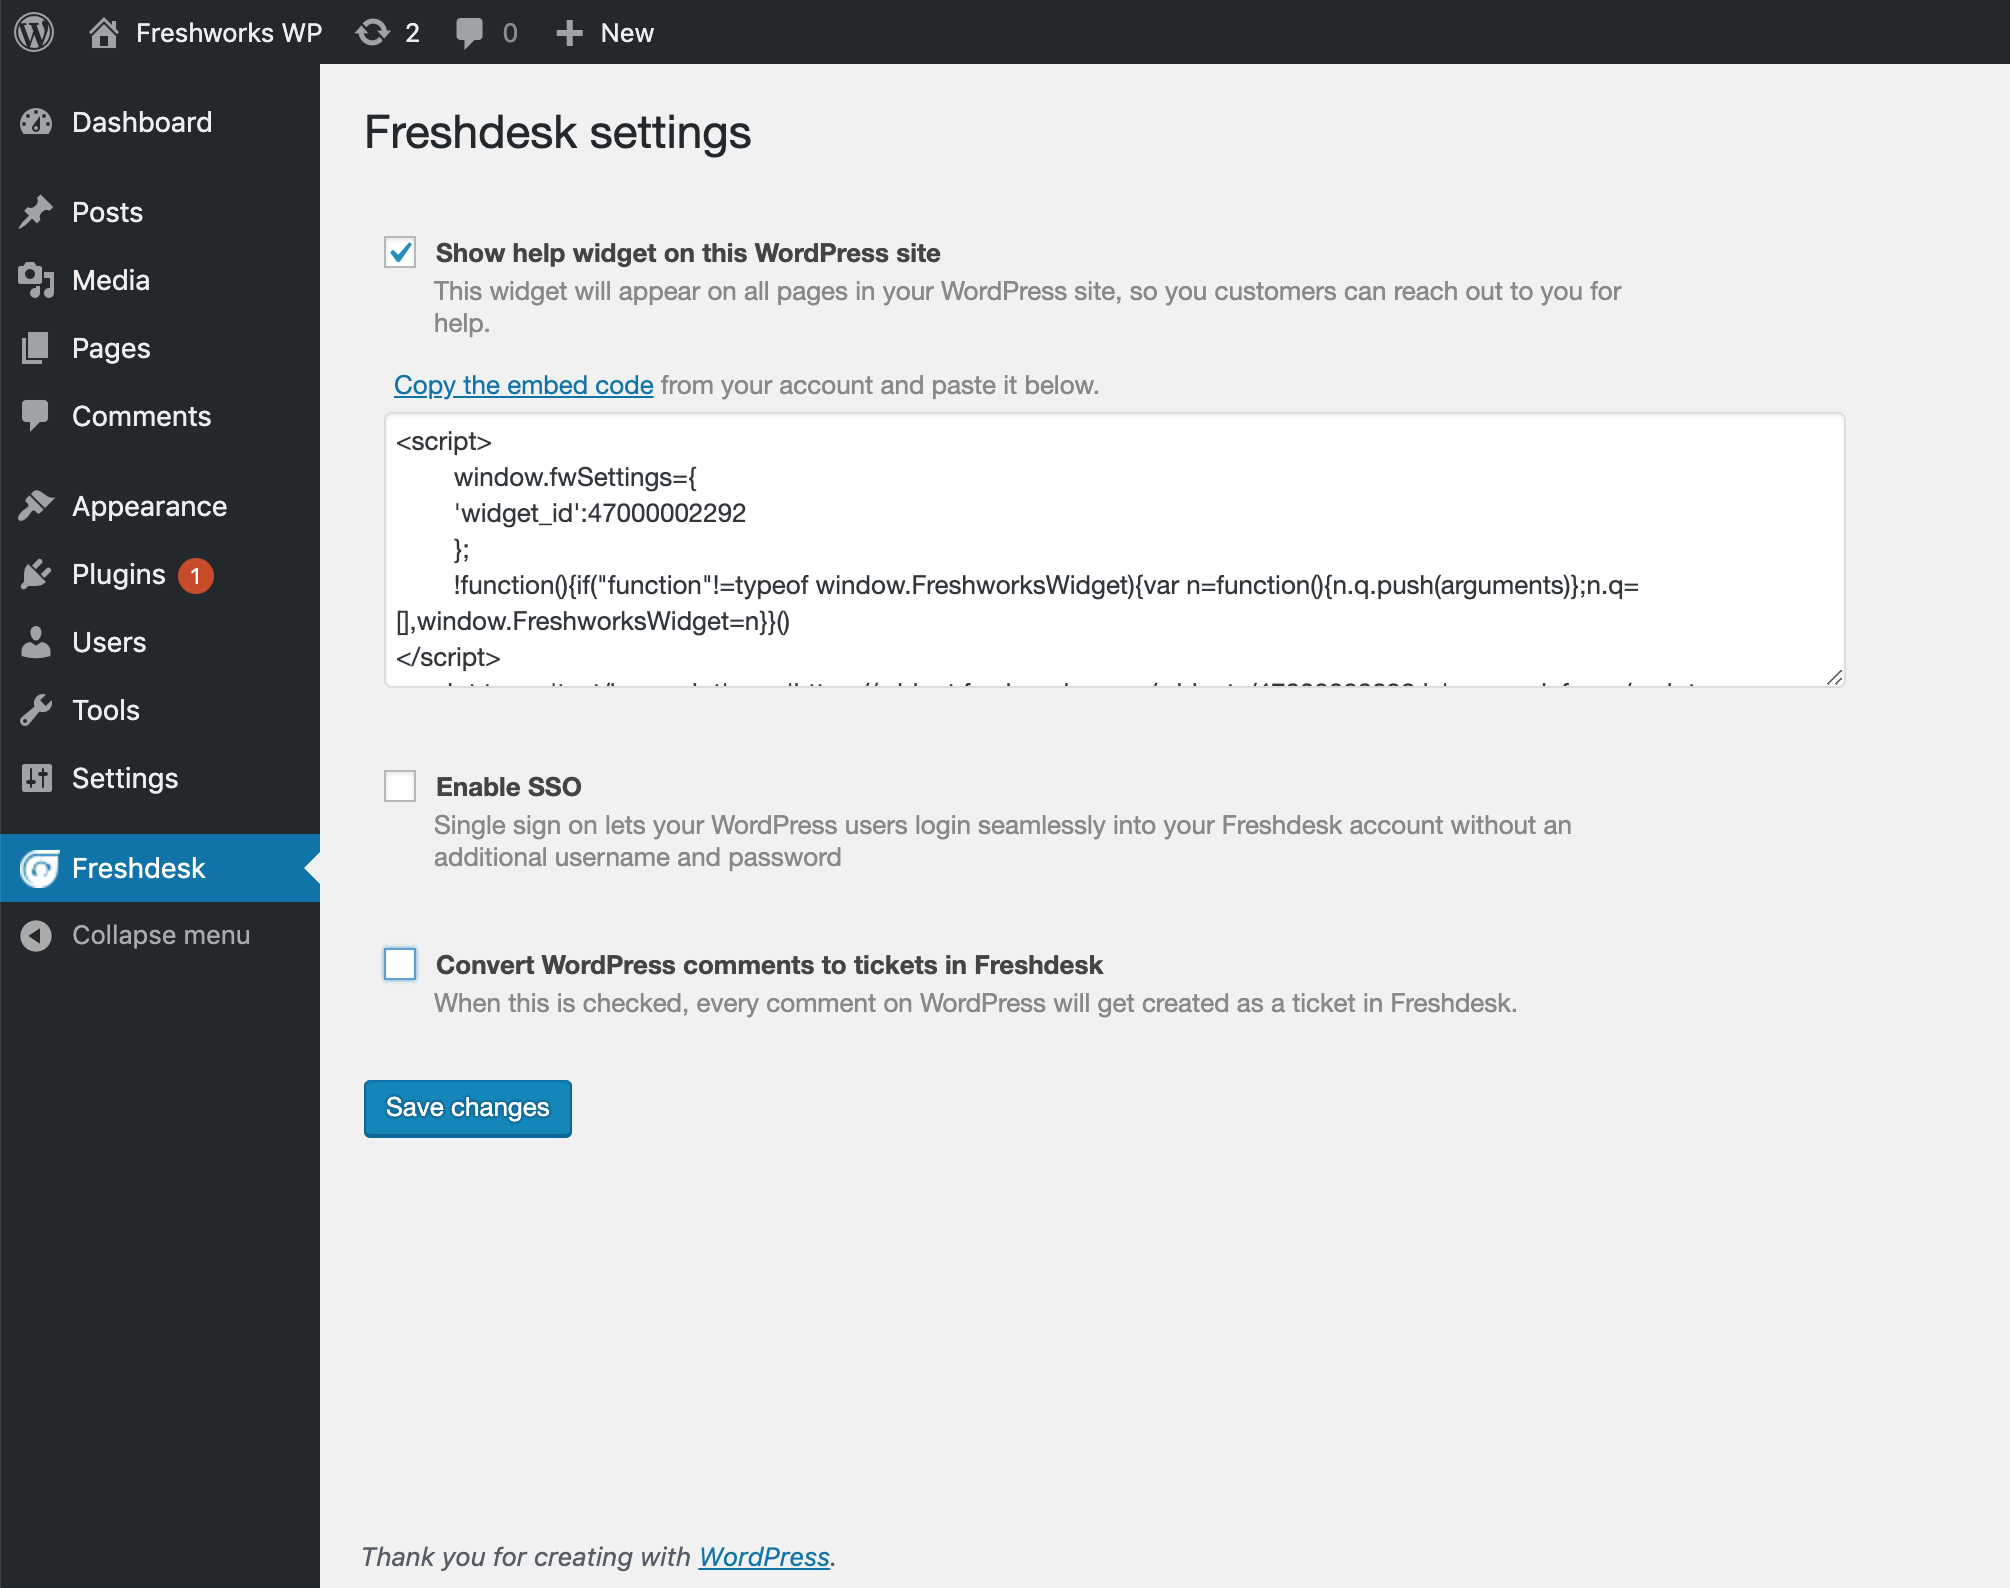 Freshworks WP 2 0 New
Dashboard
Posts
Media
Pages
Comments
Appearance
Plugins 1
Users
Tools
Settings
Freshdesk
Collapse menu
Freshdesk settings
Show help widget on this WordPress site
This widget will appear on all pages in your WordPress site, so you customers can reach out to you for
help.
Copy the embed code from your account and paste it below.
<script>
window.fwSettings={
'widget_id':47000002292
};
!function(){if("function"!=typeof window.FreshworksWidget){var n=function(){n.q.push(arguments)};n.q=
[],window.FreshworksWidget=n}}()
</script>
Enable SSO
Single sign on lets your WordPress users login seamlessly into your Freshdesk account without an
additional username and password
Convert WordPress comments to tickets in Freshdesk
When this is checked, every comment on WordPress will get created as a ticket in Freshdesk.
Save changes
Thank you for creating with WordPress.